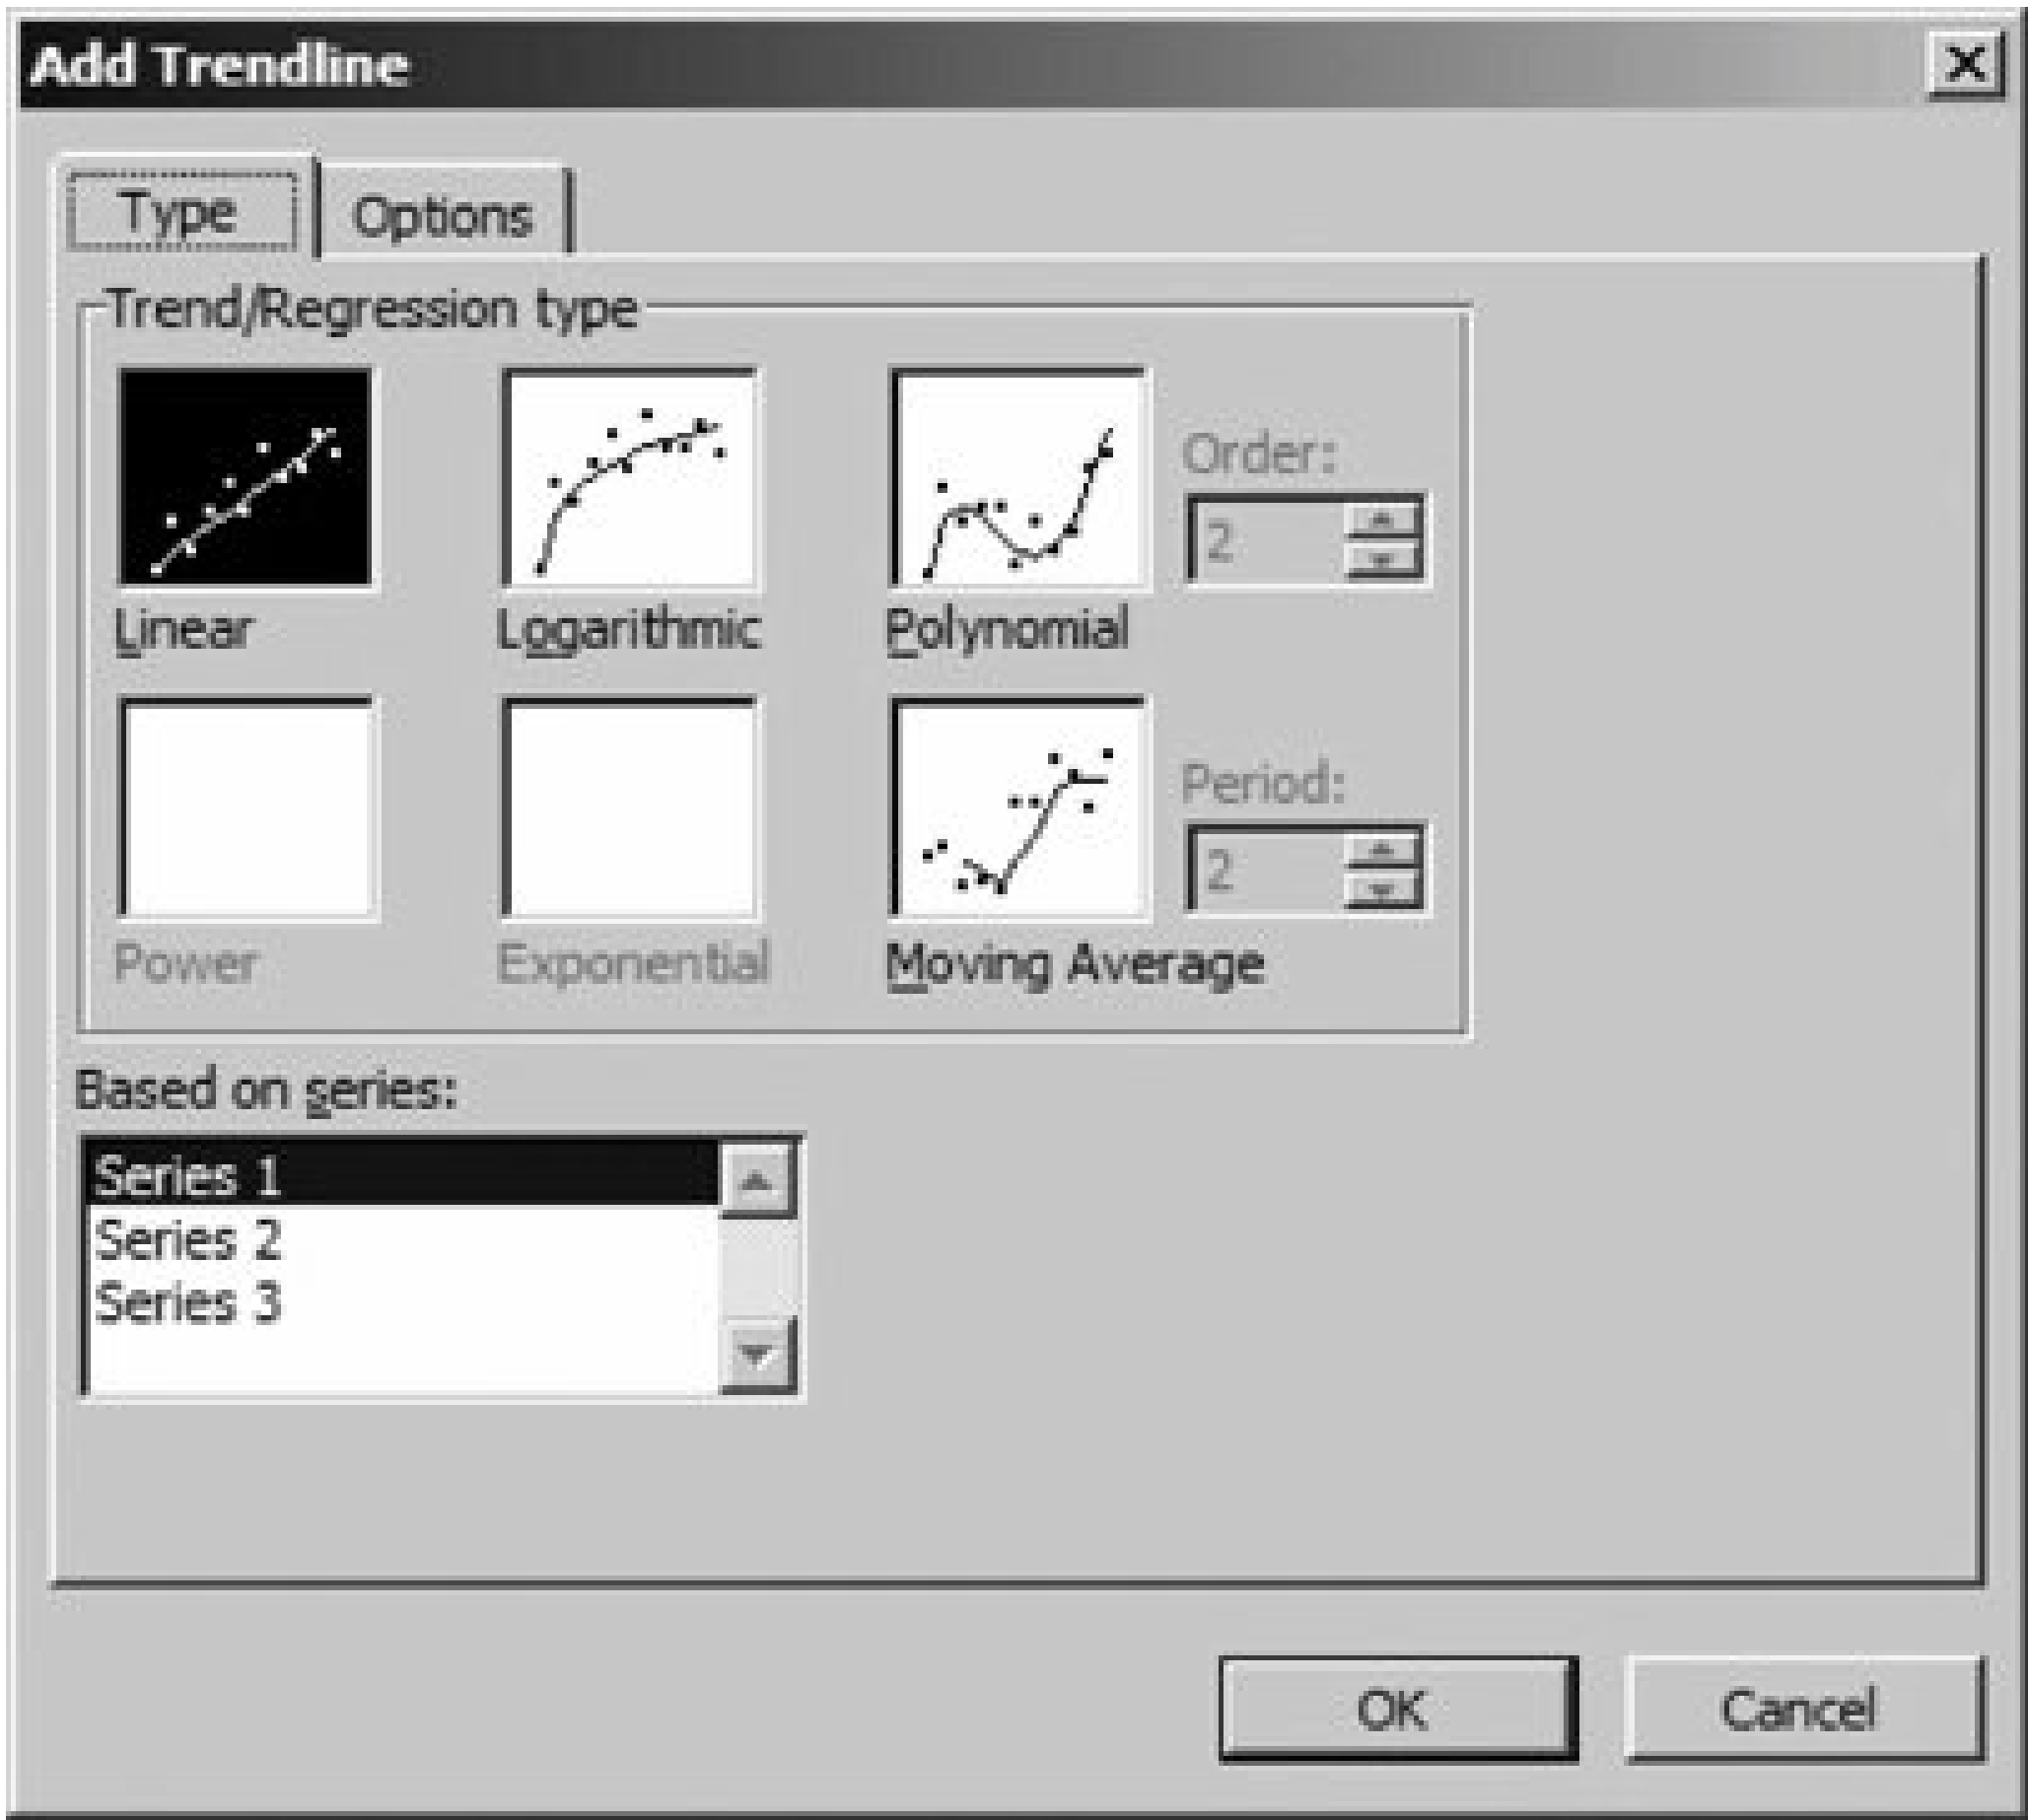 Add Trendline
Type
Options
Trend/Regression type
Linear
Logarithmic
Polynomial
Order:
2
Power
Exponential
Moving Average
Period:
2
Based on series:
Series 1
Series 2
Series 3
OK
Cancel